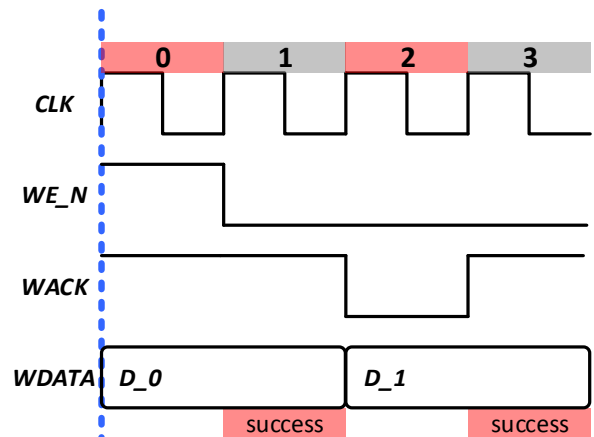 0 1 2 3
CLK
WE_N
WACK
WDATA D_0 D_1
success success